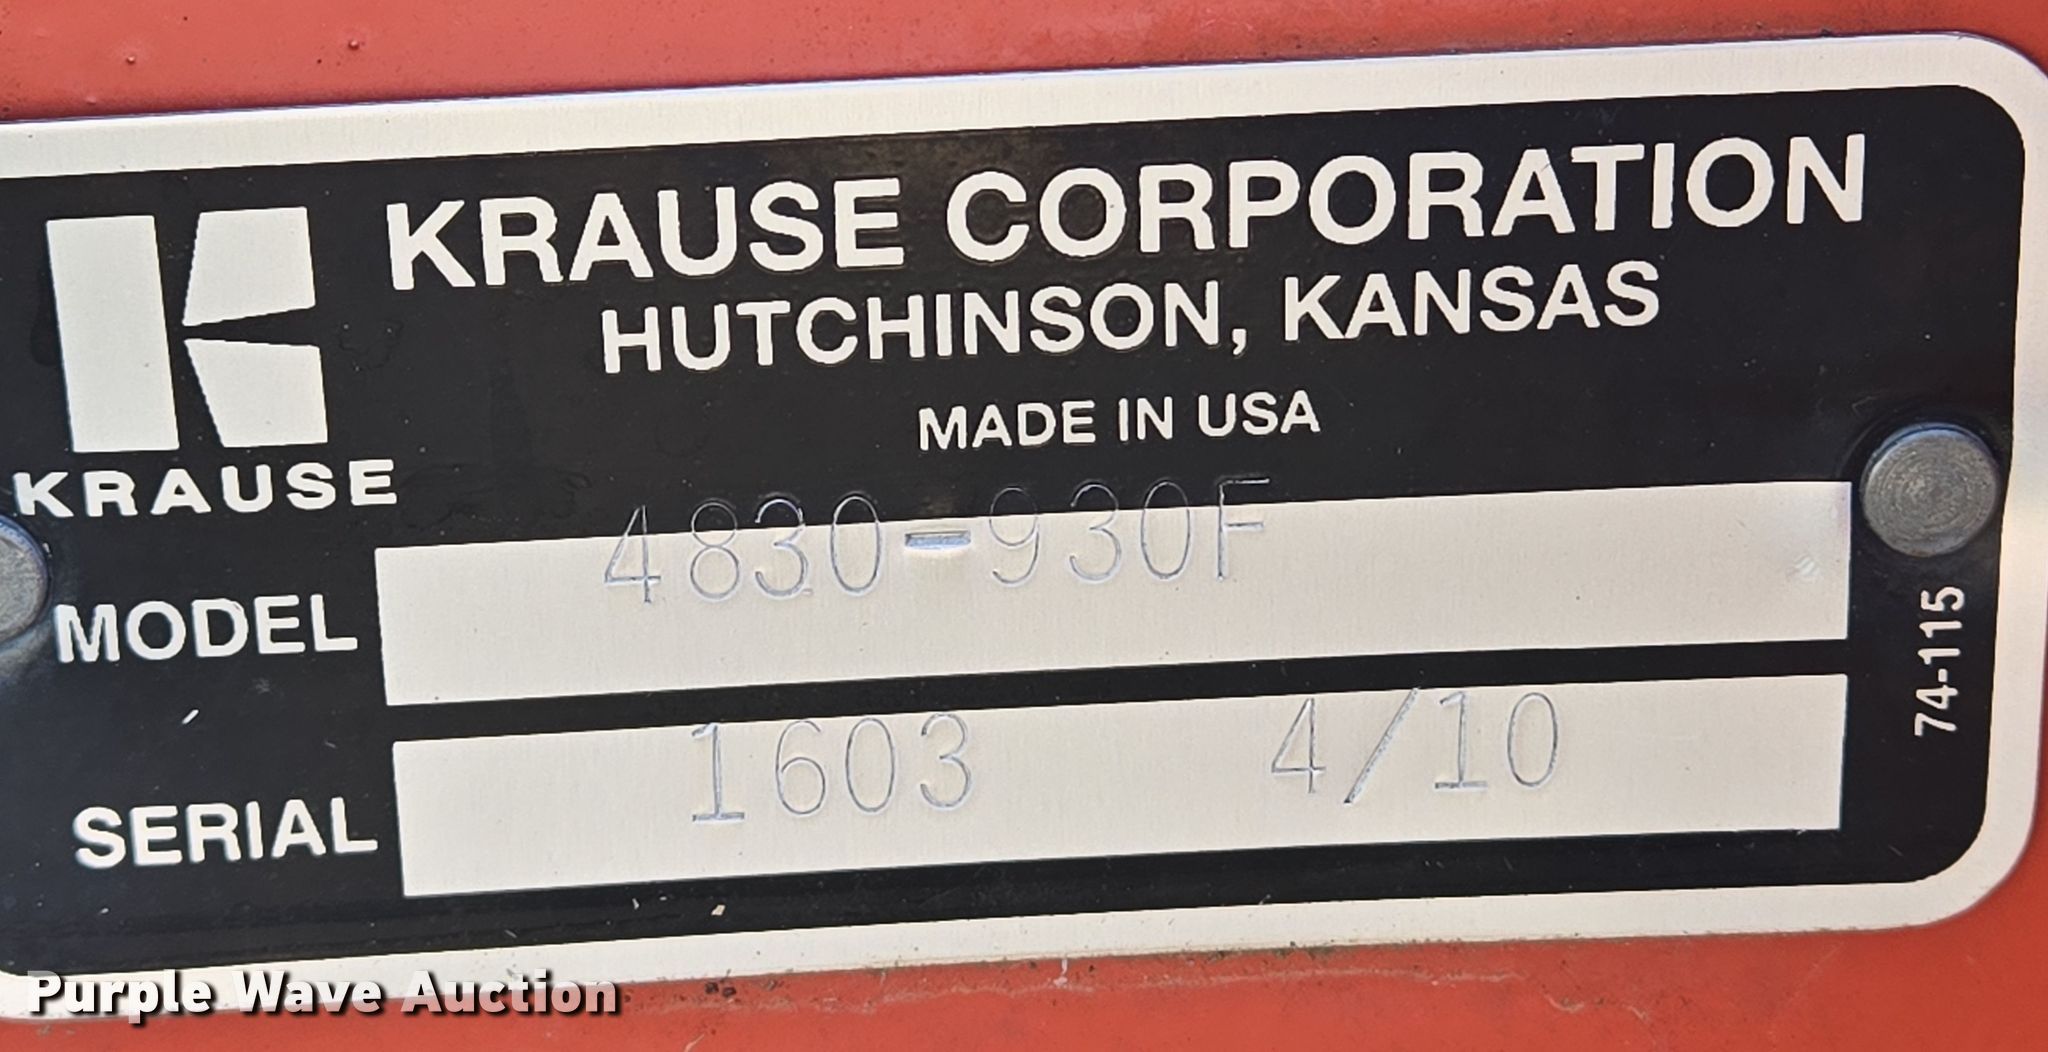 KRAUSE CORPORATION
HUTCHINSON, KANSAS
MADE IN USA
KRAUSE
MODEL 4830-930F
SERIAL 1603 4/10
74-115
Purple Wave Auction